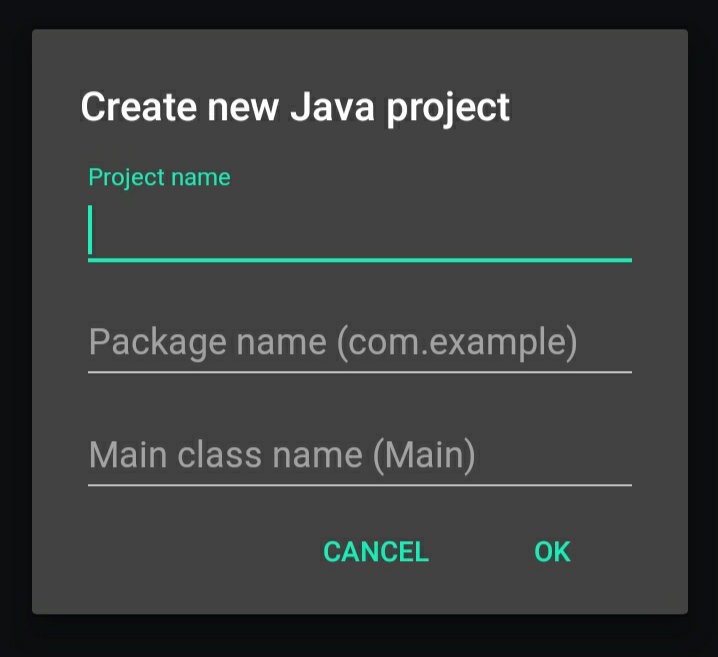 Create new Java project
Project name
Package name (com.example)
Main class name (Main)
CANCEL OK